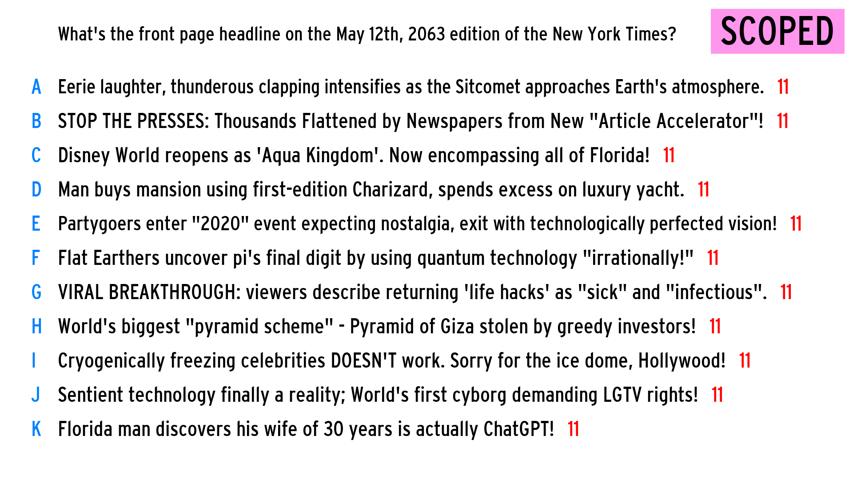 What's the front page headline on the May 12th, 2063 edition of the New York Times?
SCOPED
A Eerie laughter, thunderous clapping intensifies as the Sitcomet approaches Earth's atmosphere. 11
B STOP THE PRESSES: Thousands Flattened by Newspapers from New "Article Accelerator"! 11
C Disney World reopens as 'Aqua Kingdom'. Now encompassing all of Florida! 11
D Man buys mansion using first-edition Charizard, spends excess on luxury yacht. 11
E Partygoers enter "2020" event expecting nostalgia, exit with technologically perfected vision! 11
F Flat Earthers uncover pi's final digit by using quantum technology "irrationally!" 11
G VIRAL BREAKTHROUGH: viewers describe returning 'life hacks' as "sick" and "infectious". 11
H World's biggest "pyramid scheme" - Pyramid of Giza stolen by greedy investors! 11
I Cryogenically freezing celebrities DOESN'T work. Sorry for the ice dome, Hollywood! 11
J Sentient technology finally a reality; World's first cyborg demanding LGTV rights! 11
K Florida man discovers his wife of 30 years is actually ChatGPT! 11